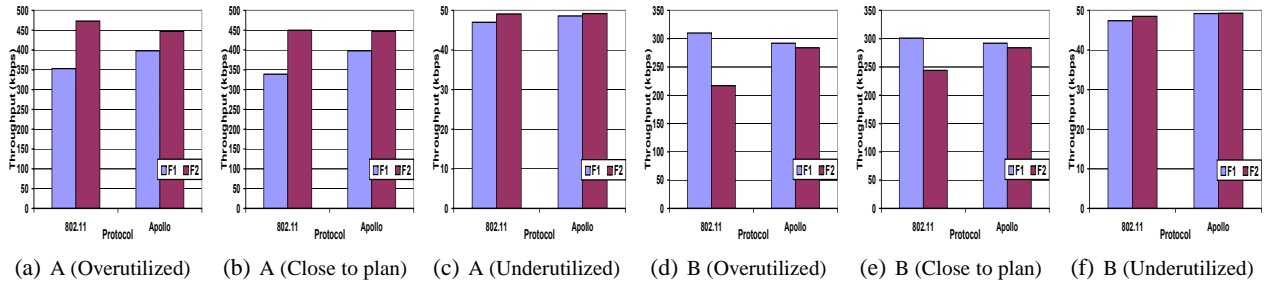 Throughput (kbps)
500
450
400
350
300
250
200
150
100
50
0
F1 F2
802.11 Apollo
Protocol
(a) A (Overutilized)
Throughput (kbps)
500
450
400
350
300
250
200
150
100
50
0
F1 F2
802.11 Apollo
Protocol
(b) A (Close to plan)
Throughput (kbps)
50
40
30
20
10
0
F1 F2
802.11 Apollo
Protocol
(c) A (Underutilized)
Throughput (kbps)
350
300
250
200
150
100
50
0
F1 F2
802.11 Apollo
Protocol
(d) B (Overutilized)
Throughput (kbps)
350
300
250
200
150
100
50
0
F1 F2
802.11 Apollo
Protocol
(e) B (Close to plan)
Throughput (kbps)
50
40
30
20
10
0
F1 F2
802.11 Apollo
Protocol
(f) B (Underutilized)